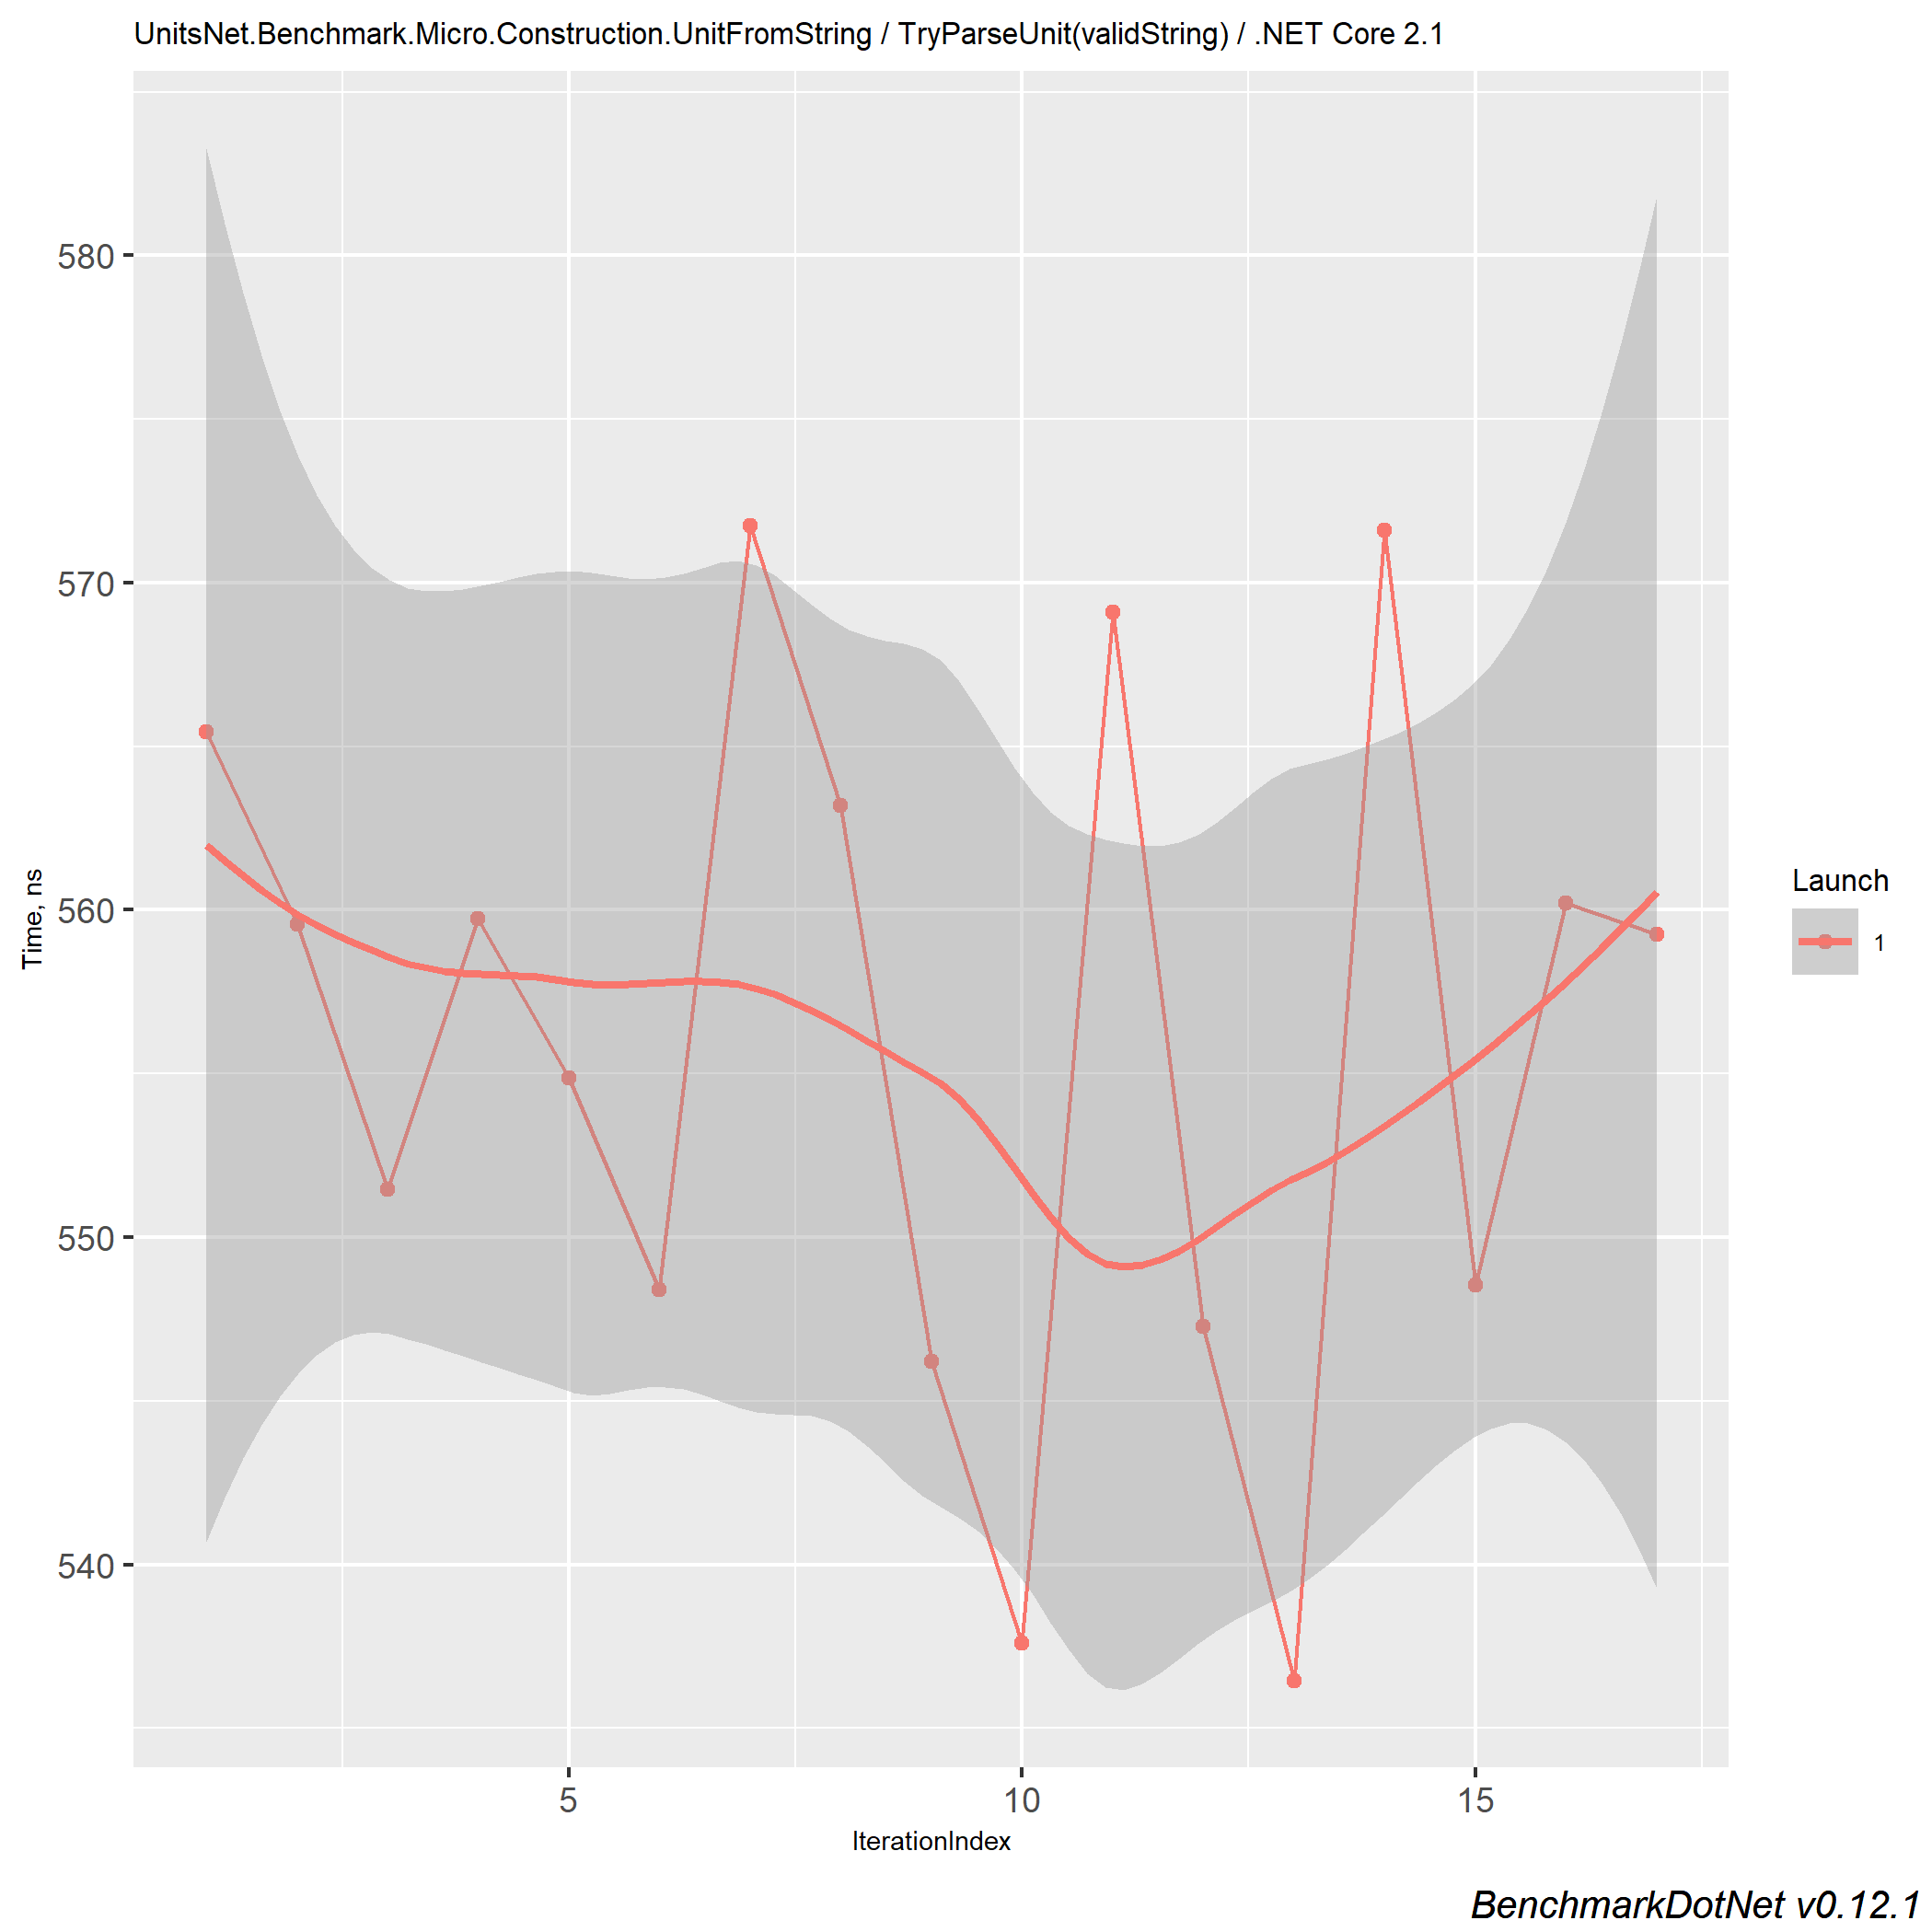 UnitsNet.Benchmark.Micro.Construction.UnitFromString / TryParseUnit(validString) / .NET Core 2.1
580
570
560
550
540
Time, ns
5
10
15
IterationIndex
Launch
1
BenchmarkDotNet v0.12.1